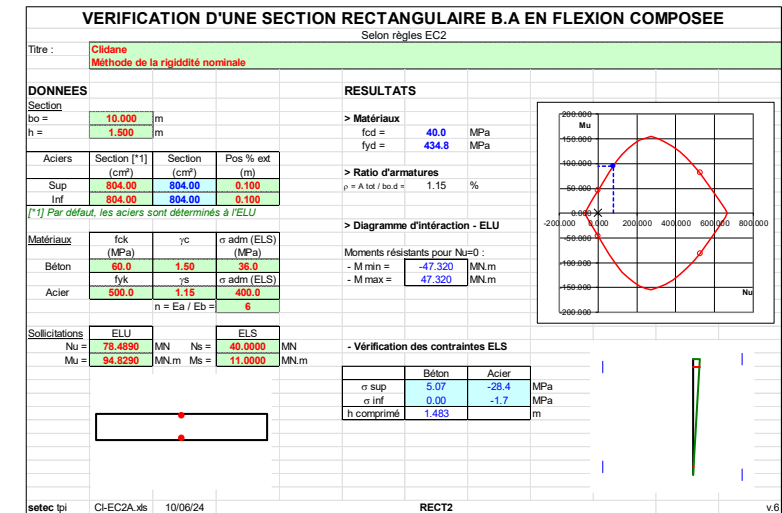 VERIFICATION D'UNE SECTION RECTANGULAIRE B.A EN FLEXION COMPOSEE
Selon règles EC2
Titre : Clidane
Méthode de la rigiddité nominale
DONNEES RESULTATS
Section
bo = 10.000 m > Matériaux
h = 1.500 m fcd = 40.0 MPa
fyd = 434.8 MPa
Aciers Section [*1] Section Pos % ext
(cm²) (cm²) (m) > Ratio d'armatures
Sup 804.00 804.00 0.100 ρ = A tot / bo.d = 1.15 %
Inf 804.00 804.00 0.100
[*1] Par défaut, les aciers sont déterminés à l'ELU
> Diagramme d'intéraction - ELU
Matériaux fck γc σ adm (ELS)
(MPa) (MPa) Moments résistants pour Nu=0 :
Béton 60.0 1.50 36.0 - M min = -47.320 MN.m
fyk γs σ adm (ELS) - M max = 47.320 MN.m
Acier 500.0 1.15 400.0
n = Ea / Eb = 6
200.000
Mu
150.000
100.000
50.000
0.000
-200.000 0.000 200.000 400.000 600.000 800.000
-50.000
-100.000
-150.000
Nu
-200.000
Sollicitations ELU ELS
Nu = 78.4890 MN Ns = 40.0000 MN - Vérification des contraintes ELS
Mu = 94.8290 MN.m Ms = 11.0000 MN.m
Béton Acier
σ sup 5.07 -28.4 MPa
σ inf 0.00 -1.7 MPa
h comprimé 1.483 m
setec tpi CI-EC2A.xls 10/06/24 RECT2 v.6